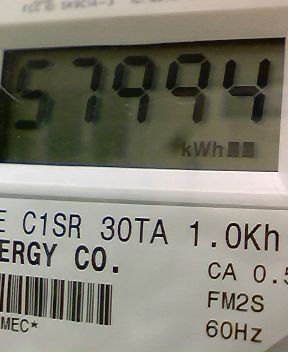 57994
kWh
E C1SR 30TA 1.0Kh
ERGY CO.
CA 0.5
FM2S
MEC*
60Hz